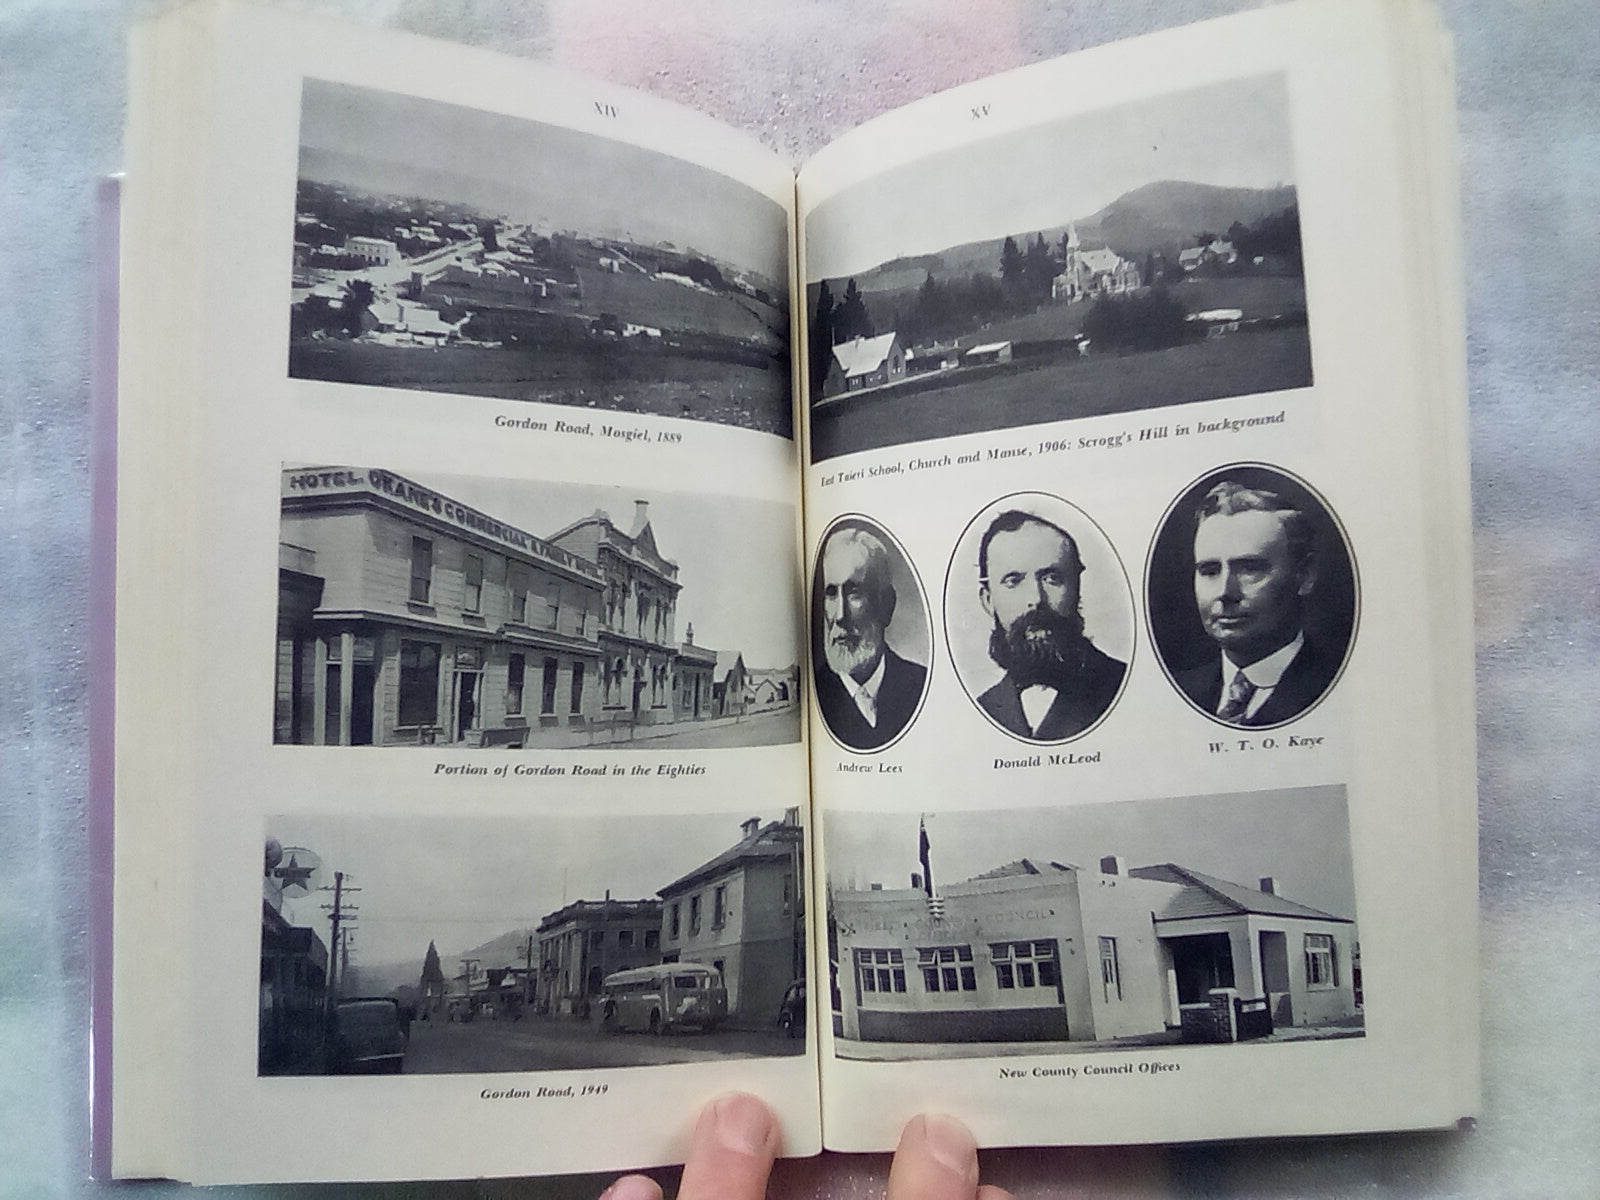 XIV
Gordon Road, Mosgiel, 1889
HOTEL. OKANE'S COMMERCIAL & FAMILY HOTEL
Portion of Gordon Road in the Eighties
Gordon Road, 1949
XV
East Taieri School, Church and Manse, 1906: Scrogg's Hill in background
Andrew Lees
Donald McLeod
W. T. O. Kaye
TAIERI COUNTY COUNCIL
New County Council Offices